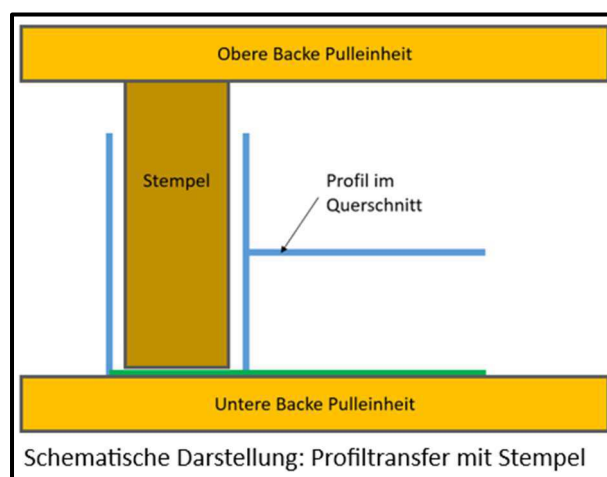 Obere Backe Pulleinheit
Stempel
Profil im
Querschnitt
Untere Backe Pulleinheit
Schematische Darstellung: Profiltransfer mit Stempel